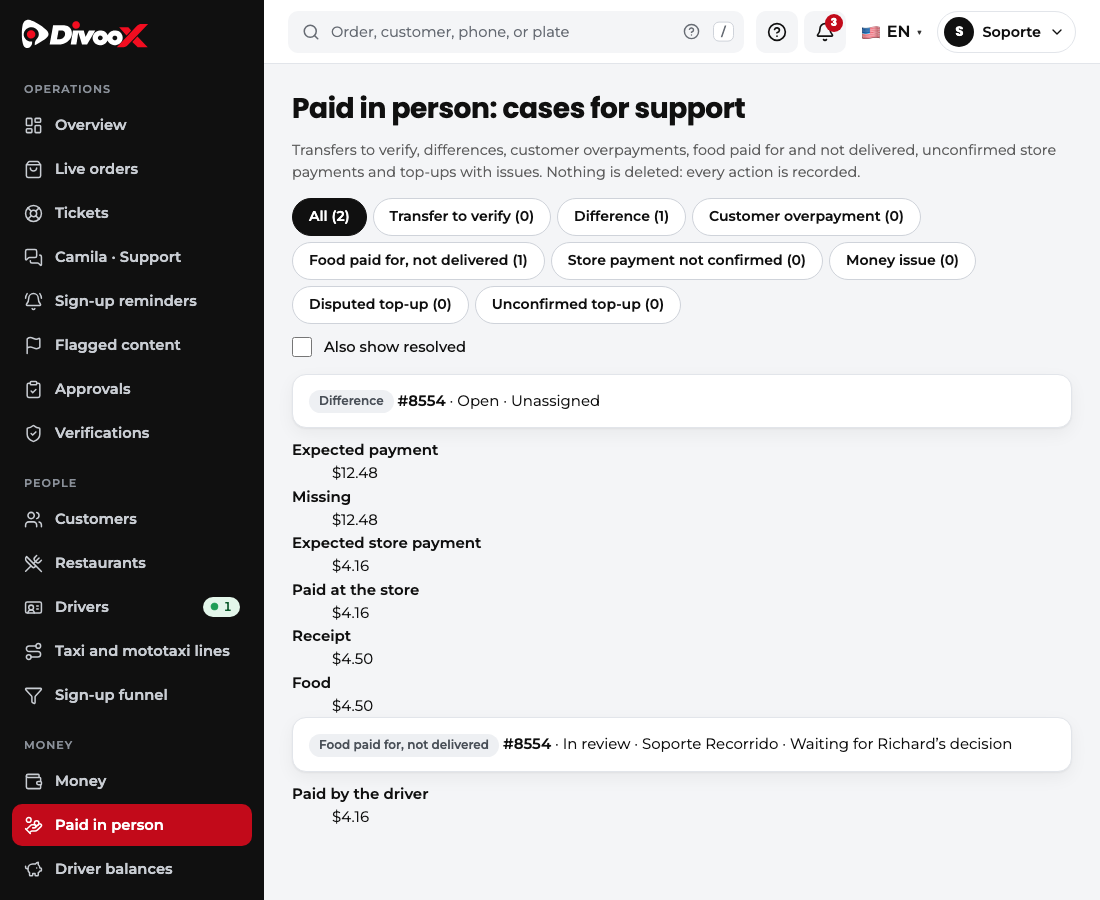 DivooX
Order, customer, phone, or plate
/
3
EN
S
Soporte
OPERATIONS
Overview
Live orders
Tickets
Camila · Support
Sign-up reminders
Flagged content
Approvals
Verifications
PEOPLE
Customers
Restaurants
Drivers
1
Taxi and mototaxi lines
Sign-up funnel
MONEY
Money
Paid in person
Driver balances
Paid in person: cases for support
Transfers to verify, differences, customer overpayments, food paid for and not delivered, unconfirmed store
payments and top-ups with issues. Nothing is deleted: every action is recorded.
All (2) Transfer to verify (0) Difference (1) Customer overpayment (0)
Food paid for, not delivered (1) Store payment not confirmed (0) Money issue (0)
Disputed top-up (0) Unconfirmed top-up (0)
Also show resolved
Difference #8554 · Open · Unassigned
Expected payment
$12.48
Missing
$12.48
Expected store payment
$4.16
Paid at the store
$4.16
Receipt
$4.50
Food
$4.50
Food paid for, not delivered #8554 · In review · Soporte Recorrido · Waiting for Richard’s decision
Paid by the driver
$4.16